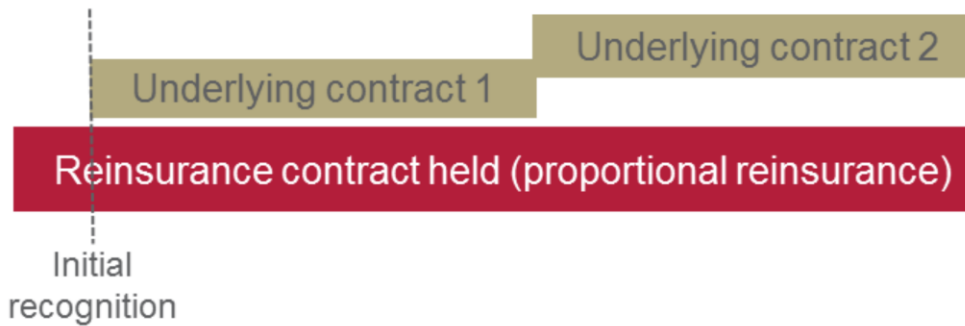 Underlying contract 2
Underlying contract 1
Reinsurance contract held (proportional reinsurance)
Initial
recognition